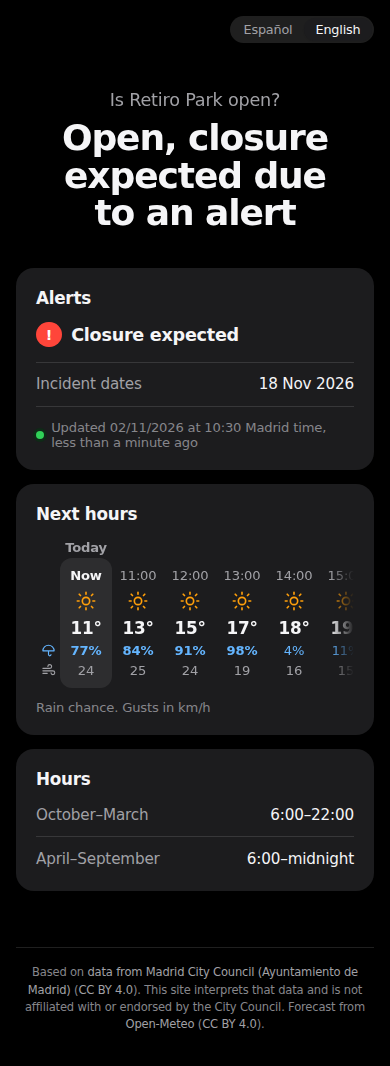 Español English
Is Retiro Park open?
Open, closure
expected due
to an alert
Alerts
! Closure expected
Incident dates 18 Nov 2026
Updated 02/11/2026 at 10:30 Madrid time,
less than a minute ago
Next hours
Today
Now 11:00 12:00 13:00 14:00
11° 13° 15° 17° 18° 19
77% 84% 91% 98% 4%
24 25 24 19 16
Rain chance. Gusts in km/h
Hours
October–March 6:00–22:00
April–September 6:00–midnight
Based on data from Madrid City Council (Ayuntamiento de
Madrid) (CC BY 4.0). This site interprets that data and is not
affiliated with or endorsed by the City Council. Forecast from
Open-Meteo (CC BY 4.0).